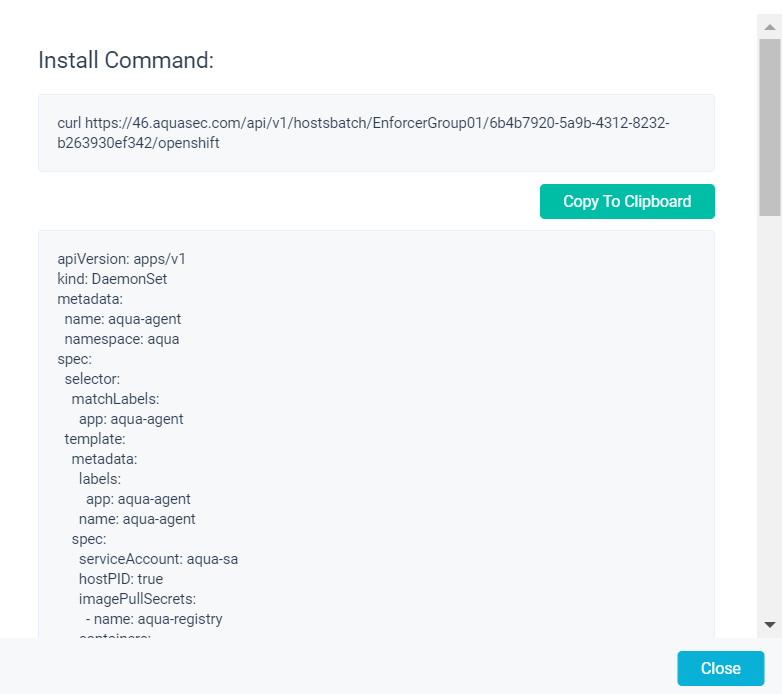 Install Command:
curl https://46.aquasec.com/api/v1/hostsbatch/EnforcerGroup01/6b4b7920-5a9b-4312-8232-
b263930ef342/openshift
Copy To Clipboard
apiVersion: apps/v1
kind: DaemonSet
metadata:
  name: aqua-agent
  namespace: aqua
spec:
  selector:
    matchLabels:
      app: aqua-agent
  template:
    metadata:
      labels:
        app: aqua-agent
      name: aqua-agent
    spec:
      serviceAccount: aqua-sa
      hostPID: true
      imagePullSecrets:
        - name: aqua-registry
      containers:
Close